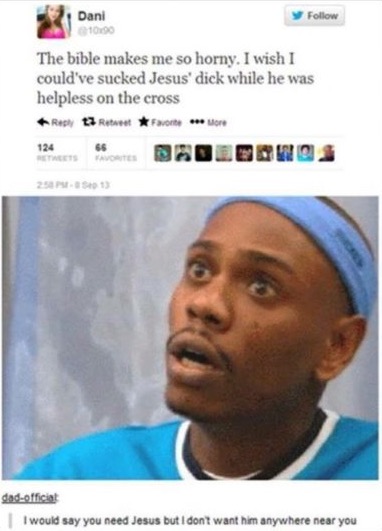 Dani
@10x90
Follow
The bible makes me so horny. I wish I
could've sucked Jesus' dick while he was
helpless on the cross
Reply Retweet Favorite More
124 66
RETWEETS FAVORITES
2:58 PM - 8 Sep 13
dad-official:
I would say you need Jesus but I don't want him anywhere near you